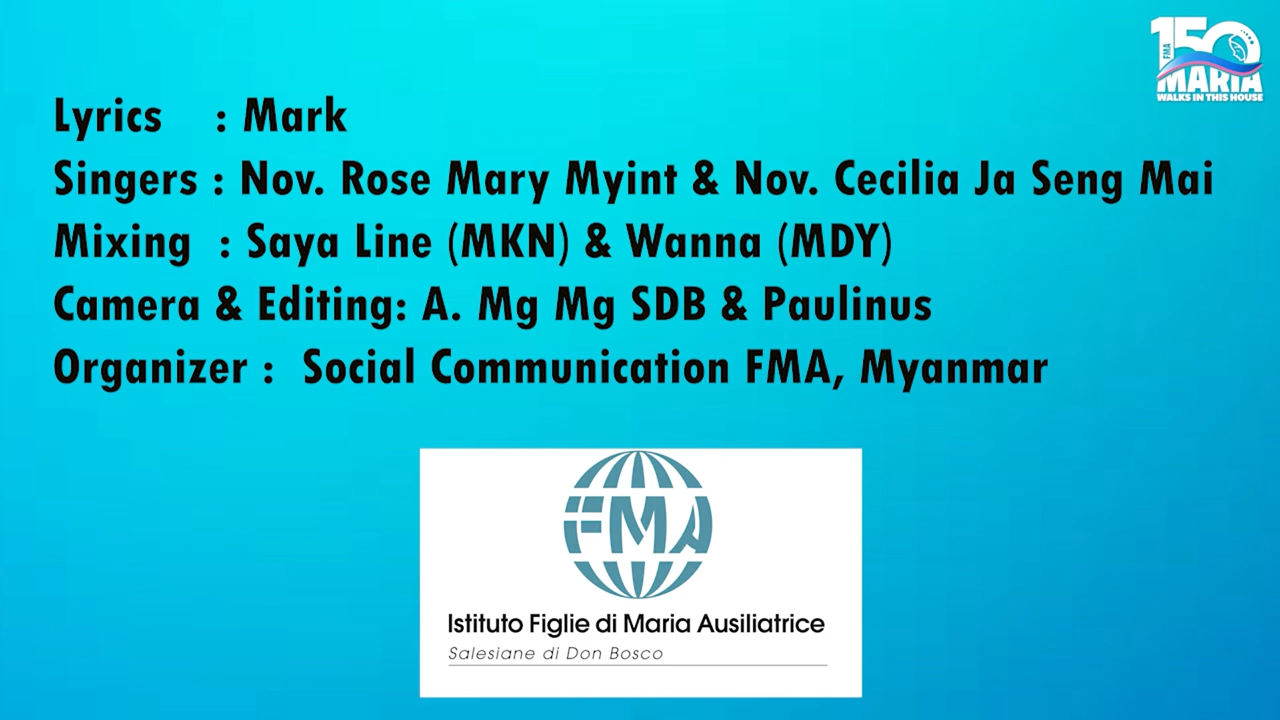 150
FMA
MARIA
WALKS IN THIS HOUSE
Lyrics : Mark
Singers : Nov. Rose Mary Myint & Nov. Cecilia Ja Seng Mai
Mixing : Saya Line (MKN) & Wanna (MDY)
Camera & Editing: A. Mg Mg SDB & Paulinus
Organizer : Social Communication FMA, Myanmar
FMA
Istituto Figlie di Maria Ausiliatrice
Salesiane di Don Bosco